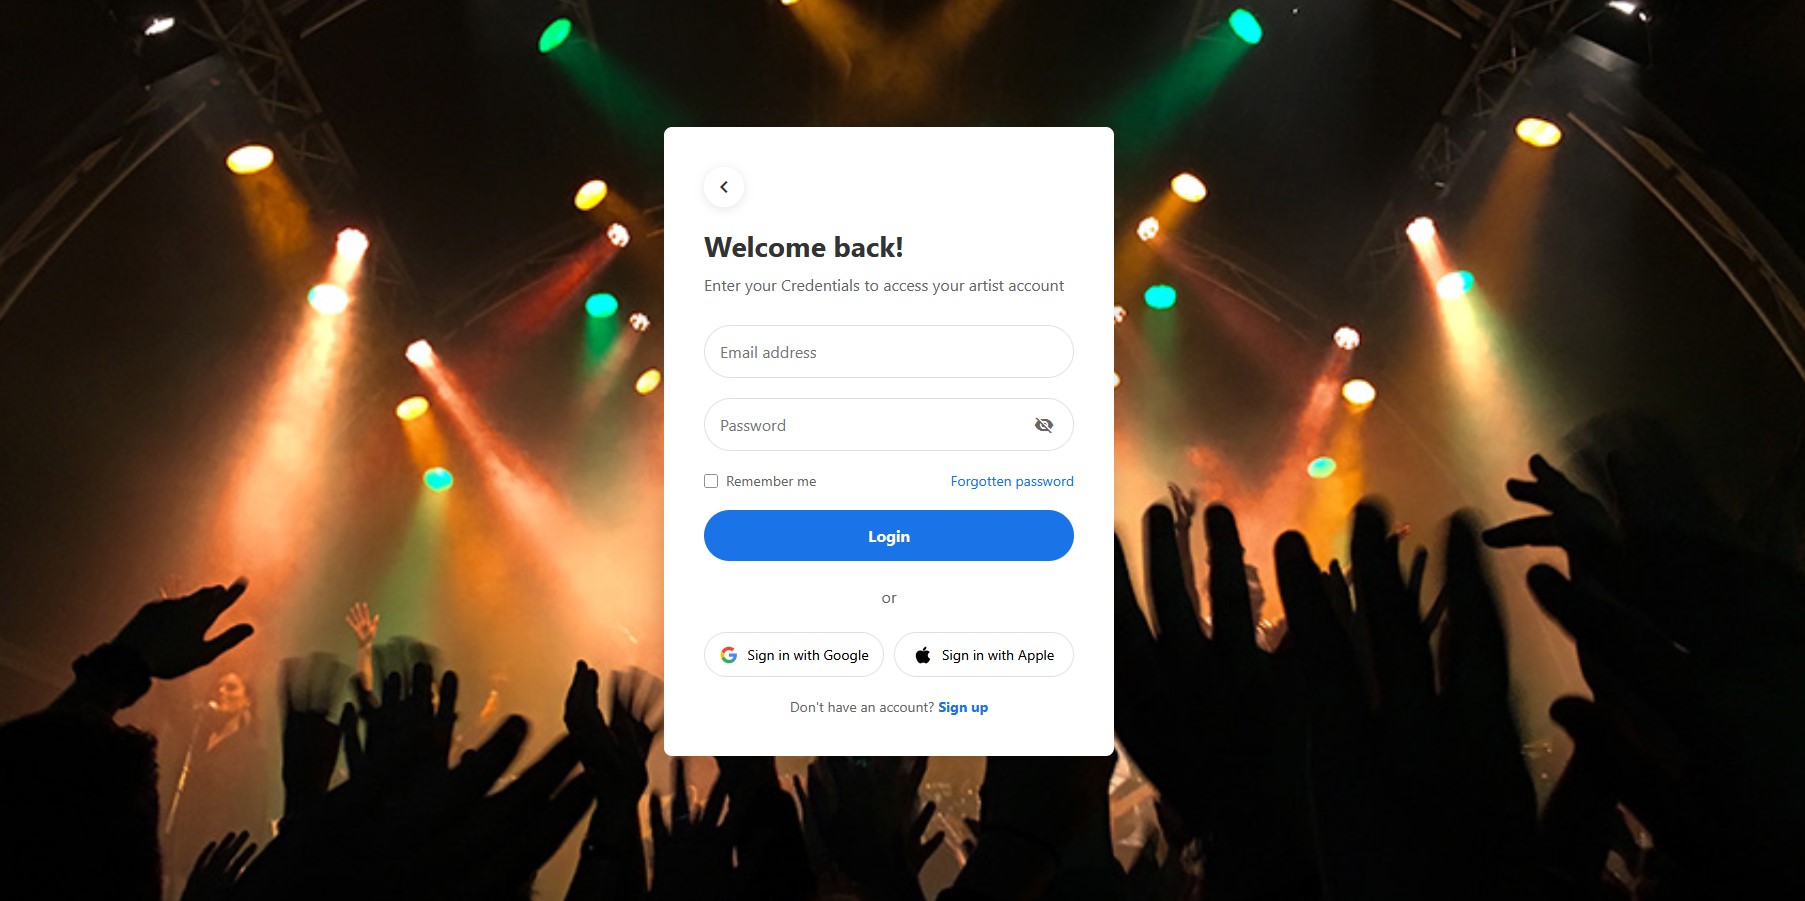 Welcome back!
Enter your Credentials to access your artist account
Email address
Password
Remember me
Forgotten password
Login
or
Sign in with Google
Sign in with Apple
Don't have an account? Sign up